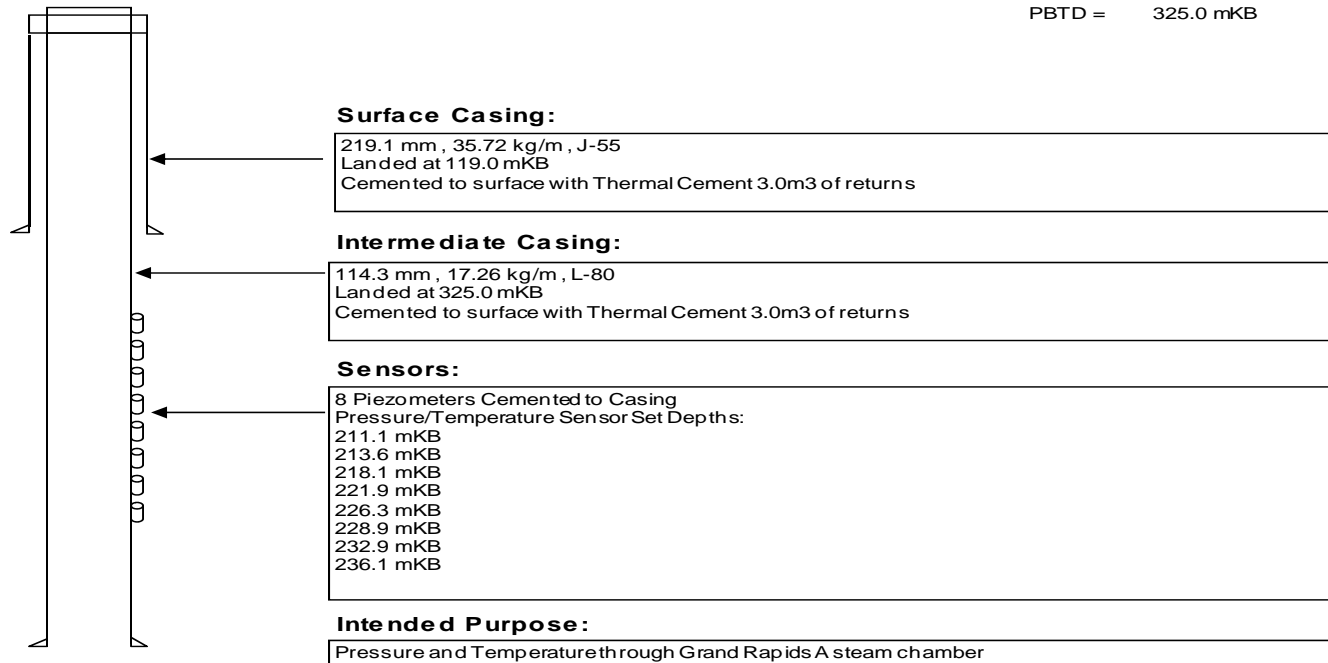 PBTD = 325.0 mKB
Surface Casing:
219.1 mm , 35.72 kg/m , J-55
Landed at 119.0 mKB
Cemented to surface with Thermal Cement 3.0m3 of returns
Intermediate Casing:
114.3 mm , 17.26 kg/m , L-80
Landed at 325.0 mKB
Cemented to surface with Thermal Cement 3.0m3 of returns
Sensors:
8 Piezometers Cemented to Casing
Pressure/Temperature Sensor Set Depths:
211.1 mKB
213.6 mKB
218.1 mKB
221.9 mKB
226.3 mKB
228.9 mKB
232.9 mKB
236.1 mKB
Intended Purpose:
Pressure and Temperature through Grand Rapids A steam chamber